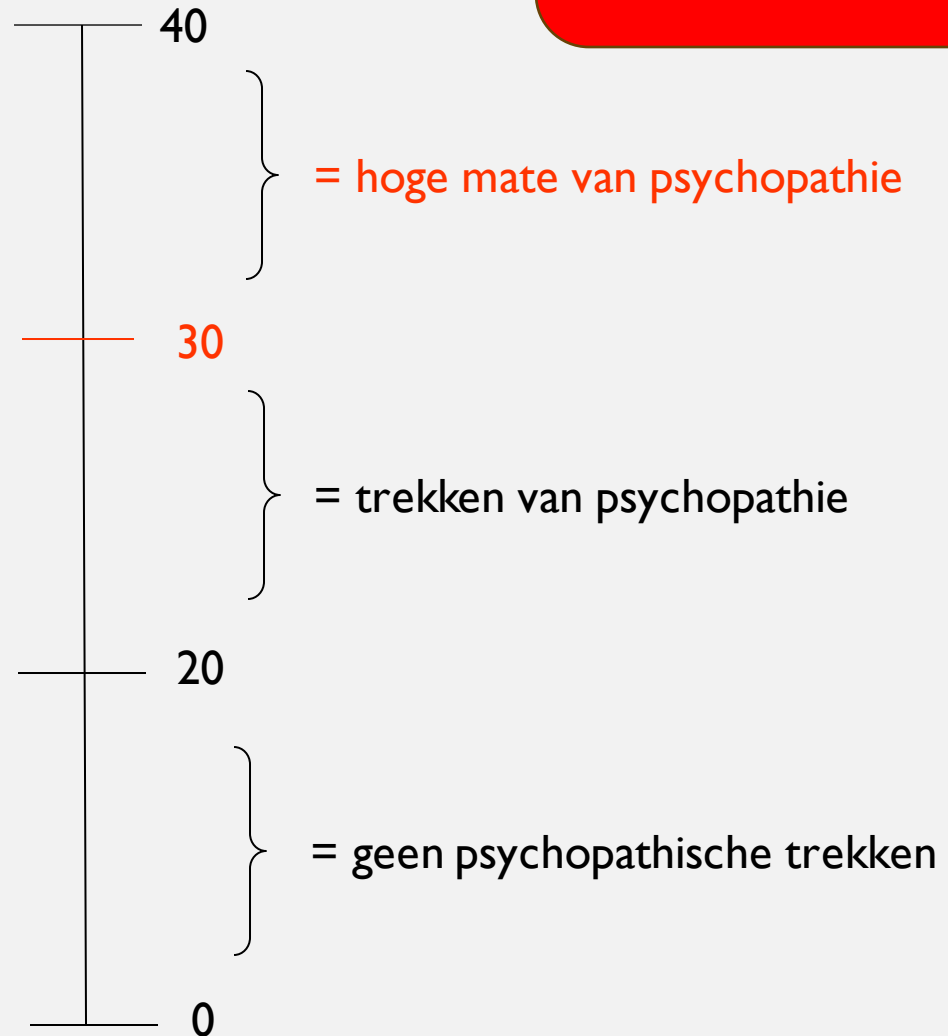 40
= hoge mate van psychopathie
30
= trekken van psychopathie
20
= geen psychopathische trekken
0